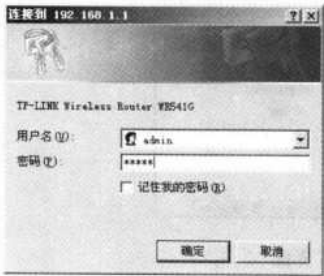 连接到 192.168.1.1
TP-LINK Wireless Router WR541G
用户名(U):
admin
密码(P):
*****
记住我的密码(R)
确定
取消